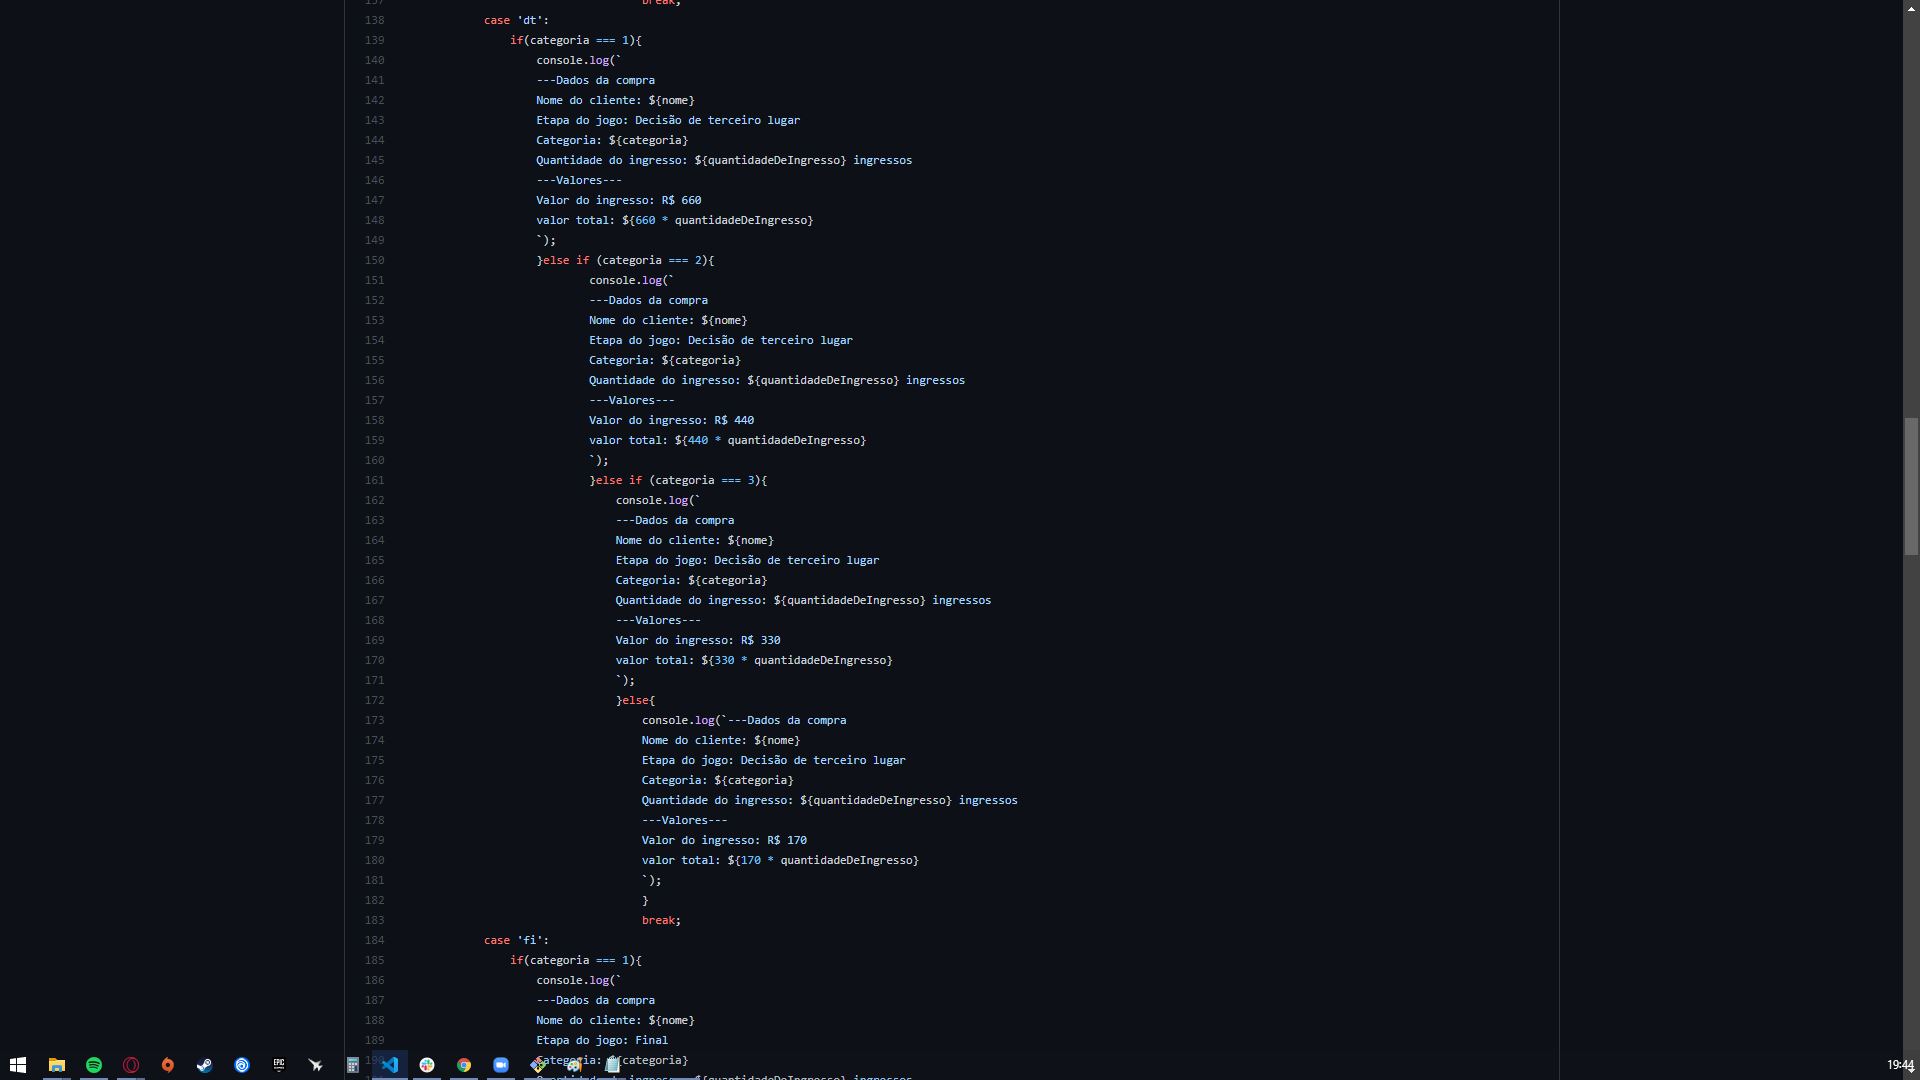 137 break;
138 case 'dt':
139 if(categoria === 1){
140 console.log(`
141 ---Dados da compra
142 Nome do cliente: ${nome}
143 Etapa do jogo: Decisão de terceiro lugar
144 Categoria: ${categoria}
145 Quantidade do ingresso: ${quantidadeDeIngresso} ingressos
146 ---Valores---
147 Valor do ingresso: R$ 660
148 valor total: ${660 * quantidadeDeIngresso}
149 `);
150 }else if (categoria === 2){
151 console.log(`
152 ---Dados da compra
153 Nome do cliente: ${nome}
154 Etapa do jogo: Decisão de terceiro lugar
155 Categoria: ${categoria}
156 Quantidade do ingresso: ${quantidadeDeIngresso} ingressos
157 ---Valores---
158 Valor do ingresso: R$ 440
159 valor total: ${440 * quantidadeDeIngresso}
160 `);
161 }else if (categoria === 3){
162 console.log(`
163 ---Dados da compra
164 Nome do cliente: ${nome}
165 Etapa do jogo: Decisão de terceiro lugar
166 Categoria: ${categoria}
167 Quantidade do ingresso: ${quantidadeDeIngresso} ingressos
168 ---Valores---
169 Valor do ingresso: R$ 330
170 valor total: ${330 * quantidadeDeIngresso}
171 `);
172 }else{
173 console.log(`---Dados da compra
174 Nome do cliente: ${nome}
175 Etapa do jogo: Decisão de terceiro lugar
176 Categoria: ${categoria}
177 Quantidade do ingresso: ${quantidadeDeIngresso} ingressos
178 ---Valores---
179 Valor do ingresso: R$ 170
180 valor total: ${170 * quantidadeDeIngresso}
181 `);
182 }
183 break;
184 case 'fi':
185 if(categoria === 1){
186 console.log(`
187 ---Dados da compra
188 Nome do cliente: ${nome}
189 Etapa do jogo: Final
190 Categoria: ${categoria}
Quantidade do ingresso: ${quantidadeDeIngresso} ingressos
EPIC
19:44